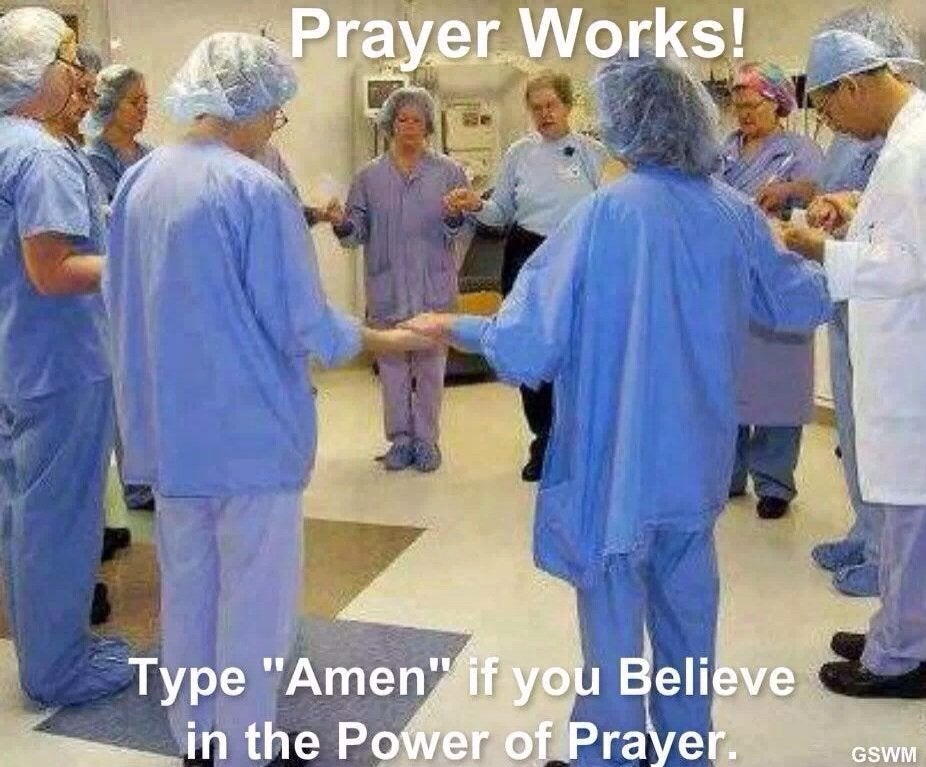 Prayer Works!
Type "Amen" if you Believe
in the Power of Prayer.
GSWM